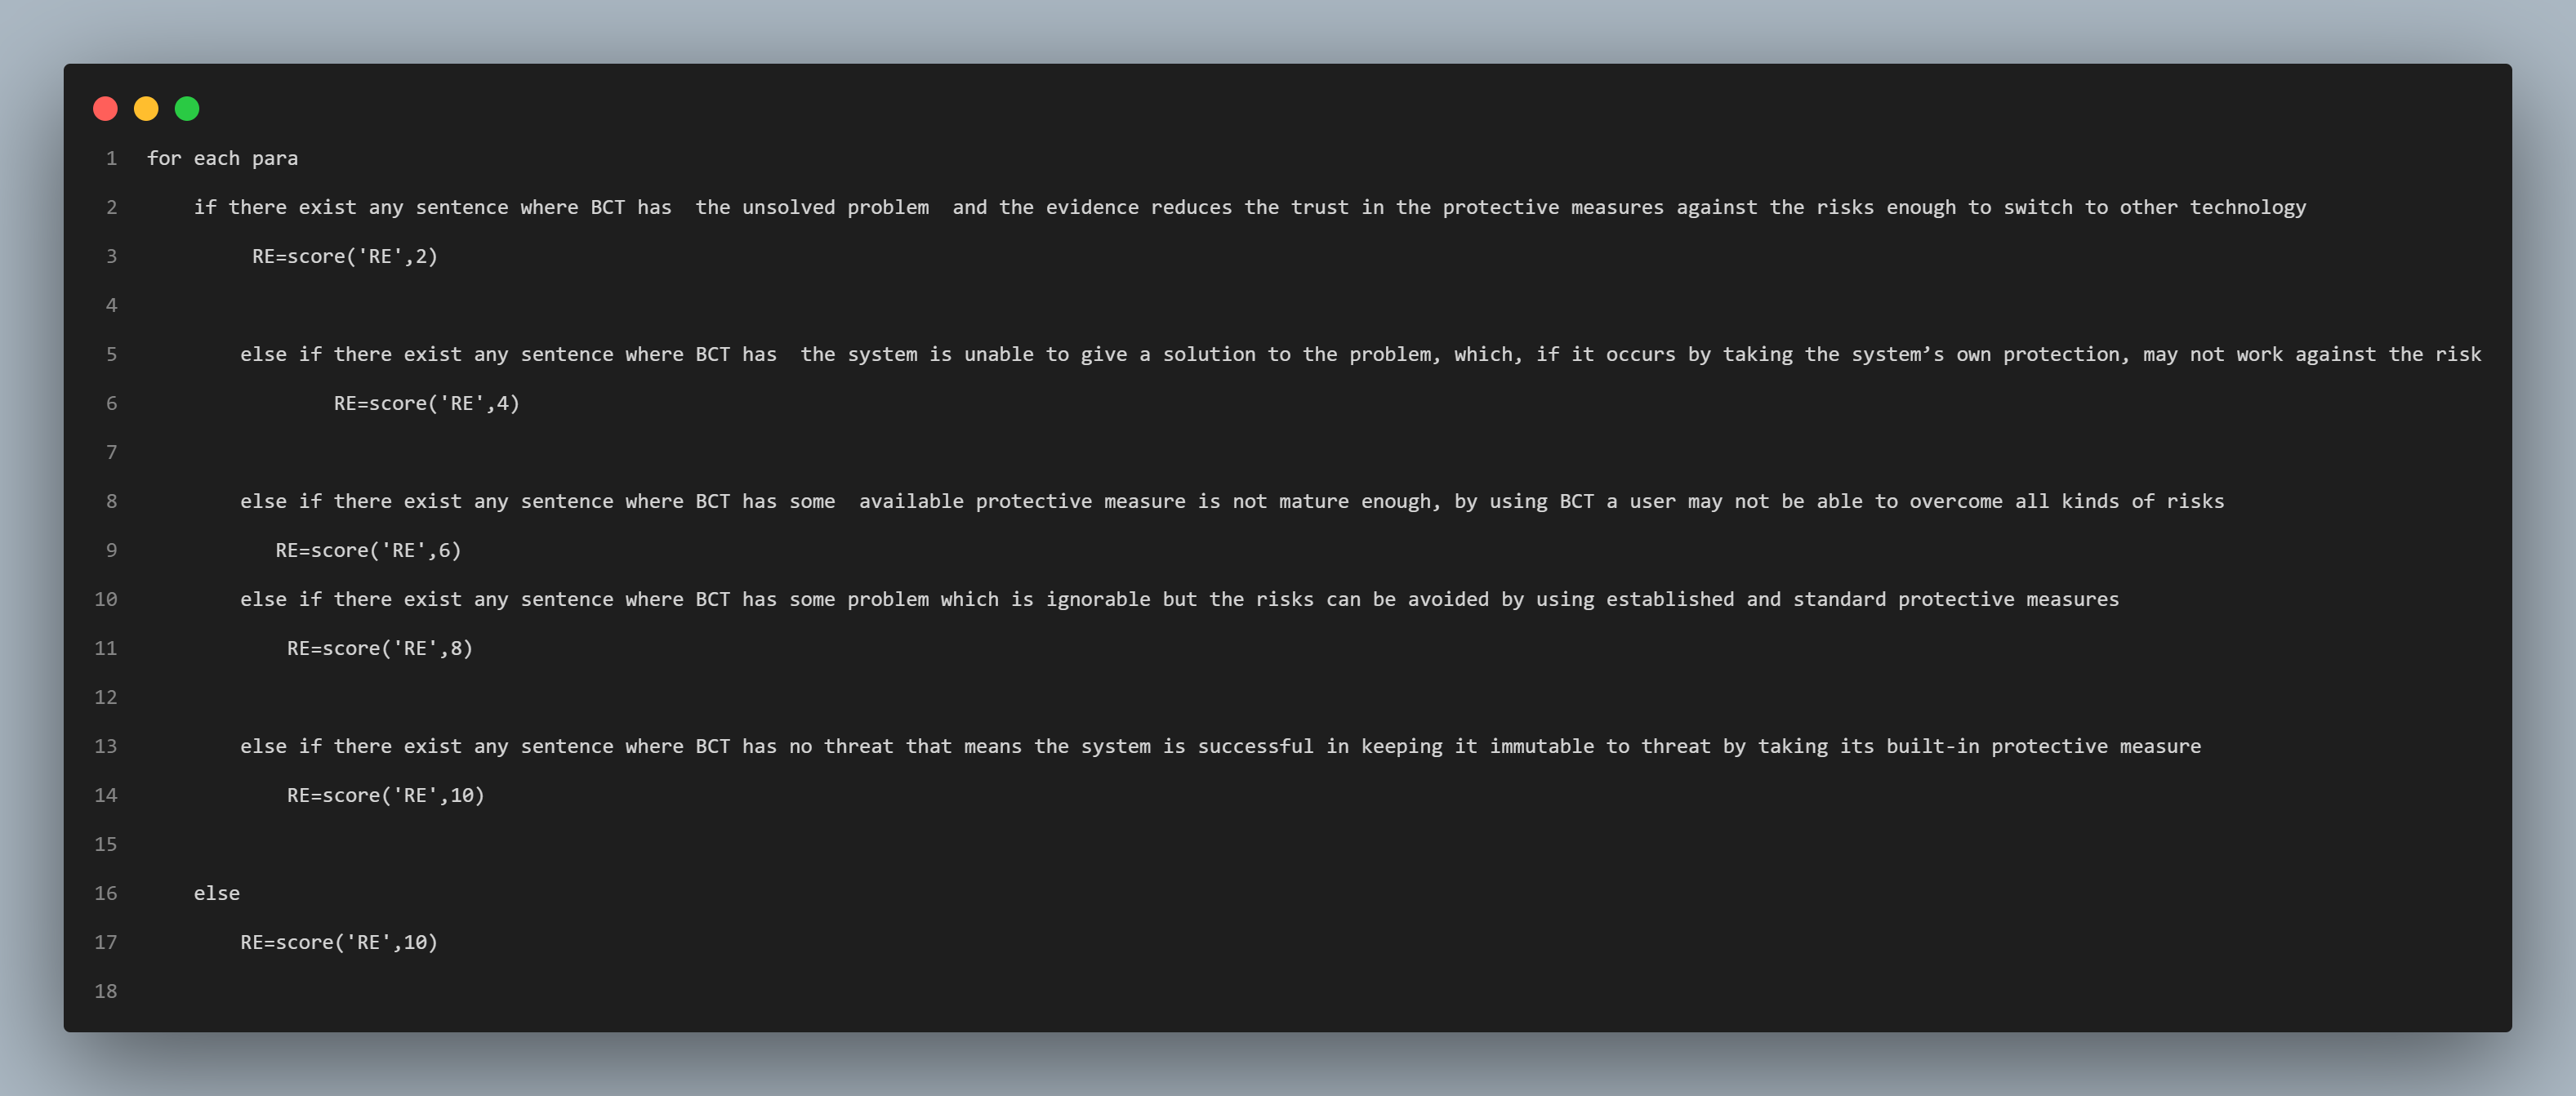 1 for each para
2 if there exist any sentence where BCT has  the unsolved problem  and the evidence reduces the trust in the protective measures against the risks enough to switch to other technology
3 RE=score('RE',2)
4
5 else if there exist any sentence where BCT has  the system is unable to give a solution to the problem, which, if it occurs by taking the system’s own protection, may not work against the risk
6 RE=score('RE',4)
7
8 else if there exist any sentence where BCT has some  available protective measure is not mature enough, by using BCT a user may not be able to overcome all kinds of risks
9 RE=score('RE',6)
10 else if there exist any sentence where BCT has some problem which is ignorable but the risks can be avoided by using established and standard protective measures
11 RE=score('RE',8)
12
13 else if there exist any sentence where BCT has no threat that means the system is successful in keeping it immutable to threat by taking its built-in protective measure
14 RE=score('RE',10)
15
16 else
17 RE=score('RE',10)
18